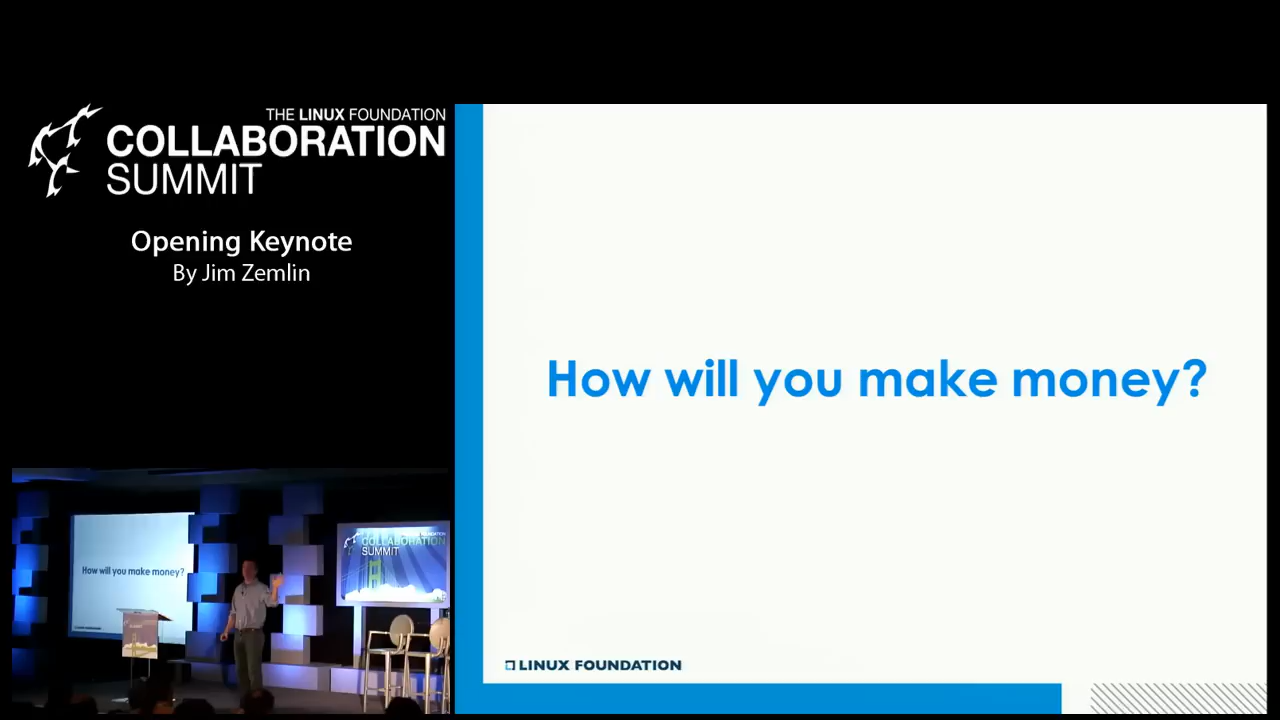 THE LINUX FOUNDATION
COLLABORATION
SUMMIT
Opening Keynote
By Jim Zemlin
How will you make money?
LINUX FOUNDATION
How will you make money?
COLLABORATION
SUMMIT